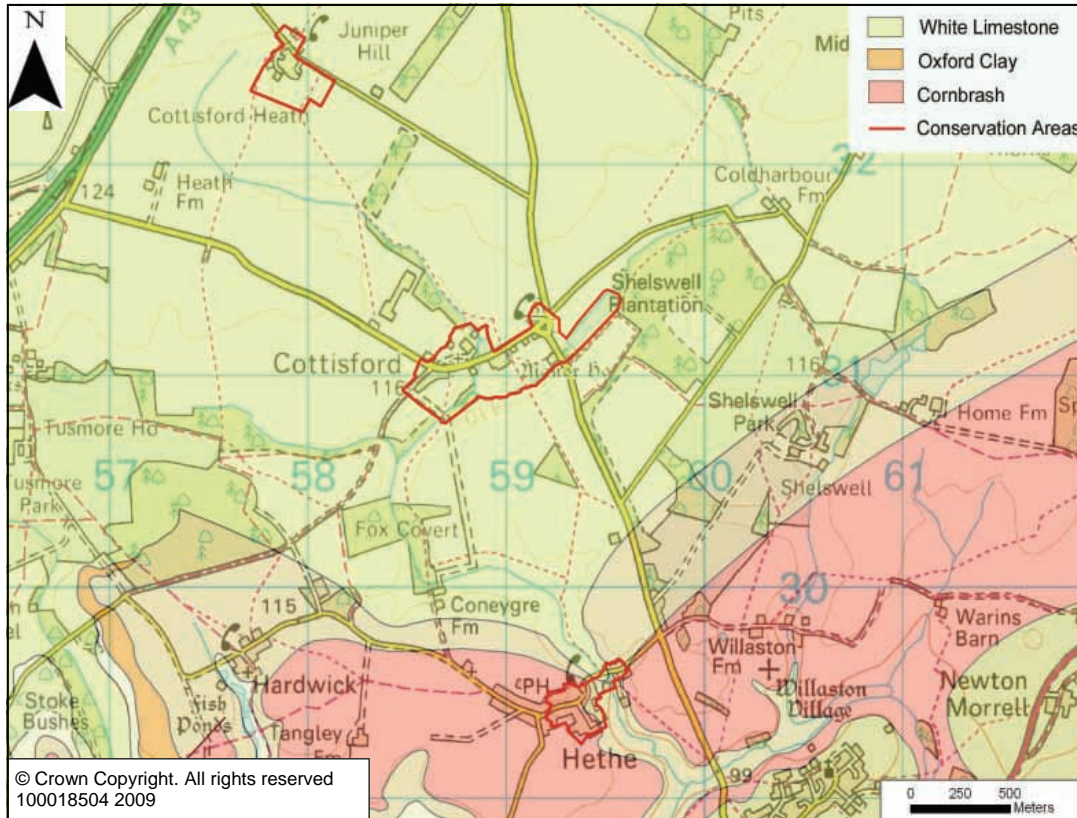 N
A 43
Juniper
Hill
Pits
Mid
White Limestone
Oxford Clay
Cornbrash
Conservation Areas
Cottisford Heath
32
124
Heath
Fm
Coldharbour
Fm
Shelswell
Plantation
Cottisford
116
Manor Ho
116
31
Shelswell
Park
Home Fm
Sp
Tusmore Ho
57
58
59
60
61
Tusmore
Park
Shelswell
Fox Covert
30
115
Coneygre
Fm
Warins
Barn
Willaston
Fm
Hardwick
PH
Willaston
Village
Newton
Morrell
Stoke
Bushes
Fish
Ponds
Tangley
Fm
Hethe
99
© Crown Copyright. All rights reserved
100018504 2009
0 250 500
Meters